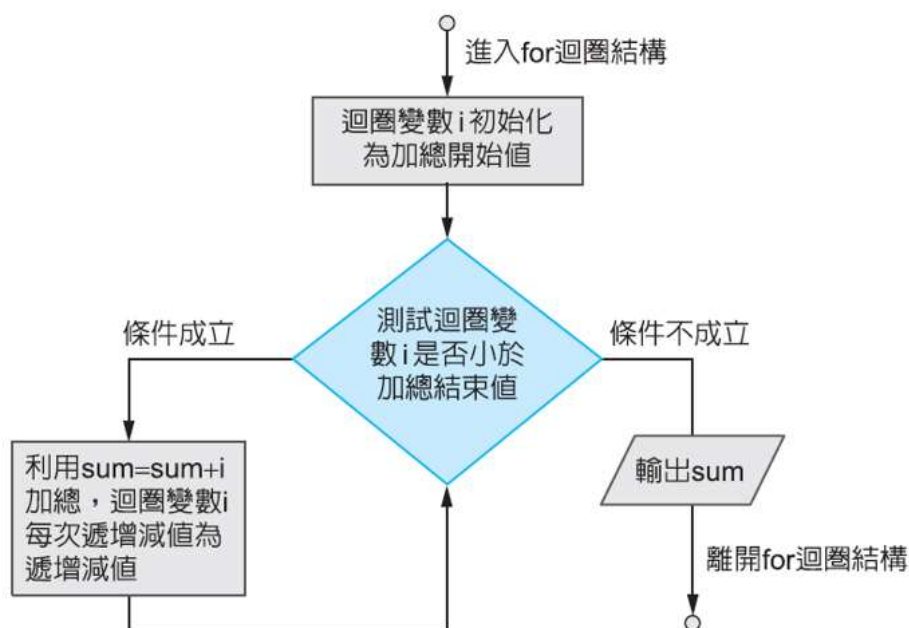 進入for迴圈結構
迴圈變數i初始化
為加總開始值
測試迴圈變
數i是否小於
加總結束值
條件成立
條件不成立
利用sum=sum+i
加總，迴圈變數i
每次遞增減值為
遞增減值
輸出sum
離開for迴圈結構